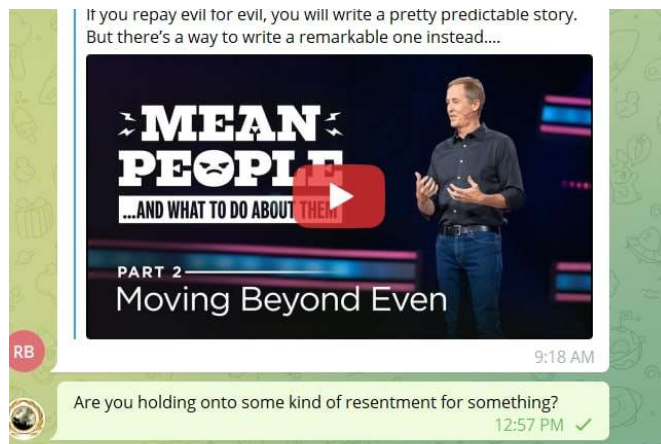 If you repay evil for evil, you will write a pretty predictable story.
But there's a way to write a remarkable one instead....
MEAN
PEOPLE
...AND WHAT TO DO ABOUT THEM
PART 2
Moving Beyond Even
RB
9:18 AM
Are you holding onto some kind of resentment for something?
12:57 PM